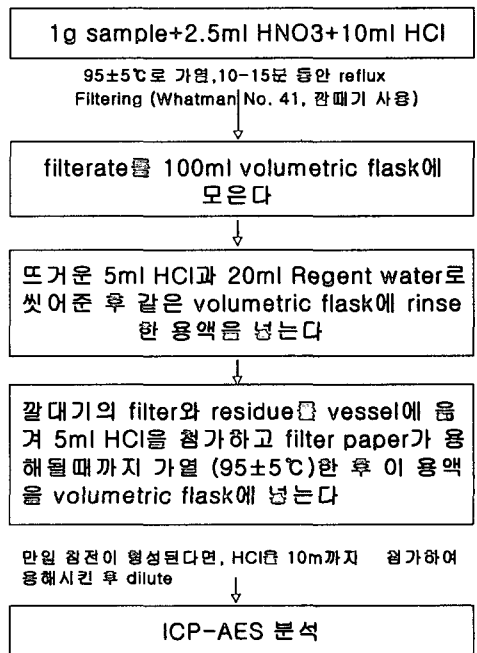 1g sample+2.5ml HNO3+10ml HCl
95±5℃로 가열,10-15분 동안 reflux
Filtering (Whatman No. 41, 깔때기 사용)
filterate를 100ml volumetric flask에
모은다
뜨거운 5ml HCl과 20ml Regent water로
씻어준 후 같은 volumetric flask에 rinse
한 용액을 넣는다
깔대기의 filter와 residue를 vessel에 옮
겨 5ml HCl을 첨가하고 filter paper가 용
해될때까지 가열 (95±5℃)한 후 이 용액
을 volumetric flask에 넣는다
만일 침전이 형성된다면, HCl을 10m까지 첨가하여
용해시킨 후 dilute
ICP-AES 분석